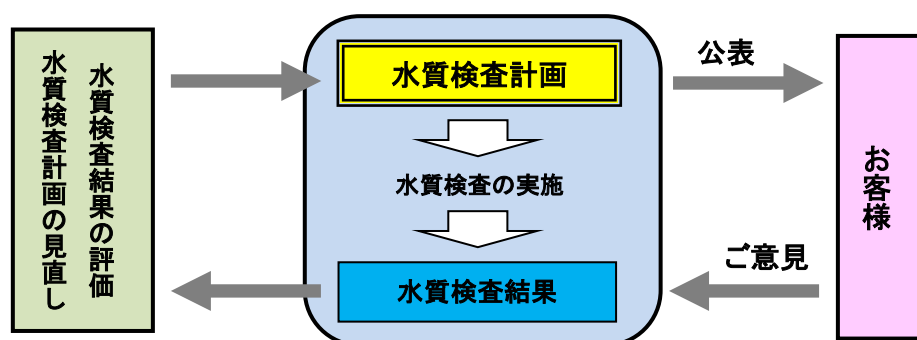 水質検査結果の評価
水質検査計画の見直し
水質検査計画
水質検査の実施
水質検査結果
公表
ご意見
お客様